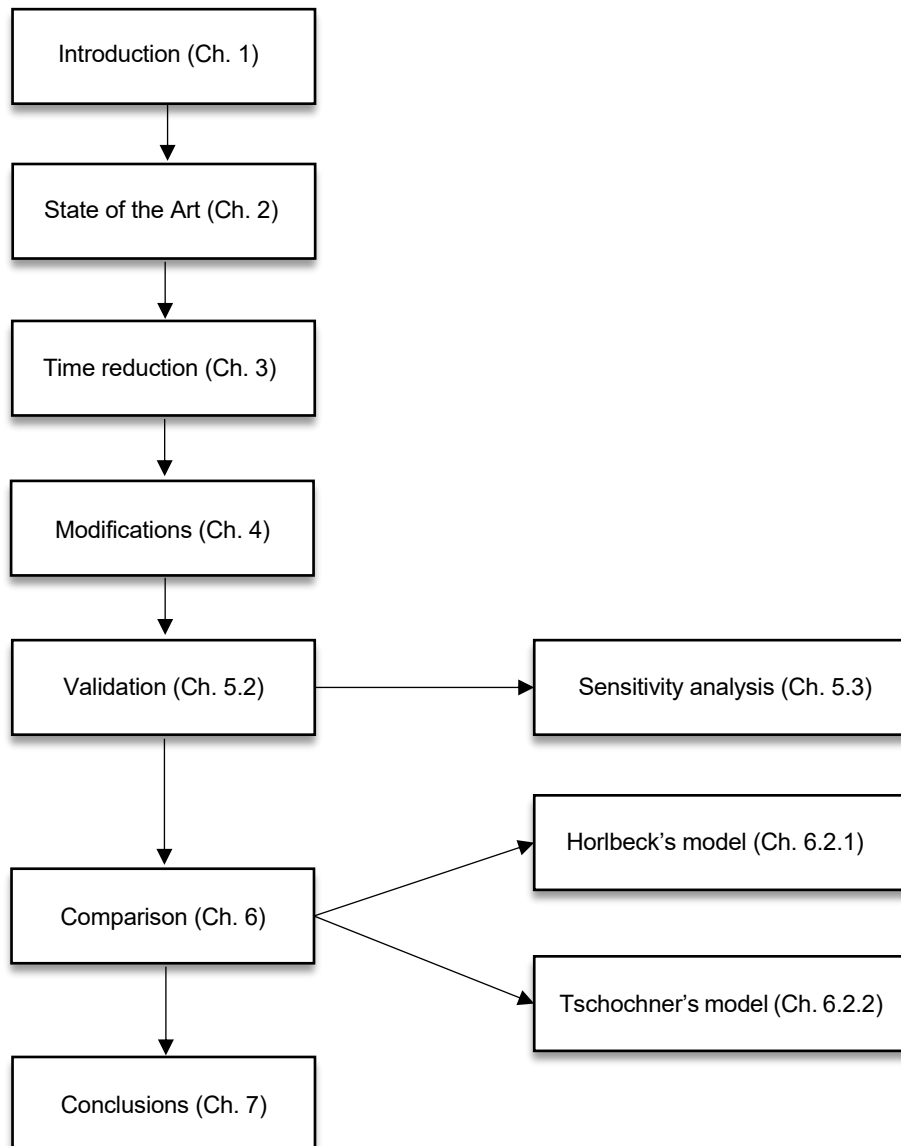 Introduction (Ch. 1)
State of the Art (Ch. 2)
Time reduction (Ch. 3)
Modifications (Ch. 4)
Validation (Ch. 5.2)
Sensitivity analysis (Ch. 5.3)
Horlbeck’s model (Ch. 6.2.1)
Comparison (Ch. 6)
Tschochner’s model (Ch. 6.2.2)
Conclusions (Ch. 7)